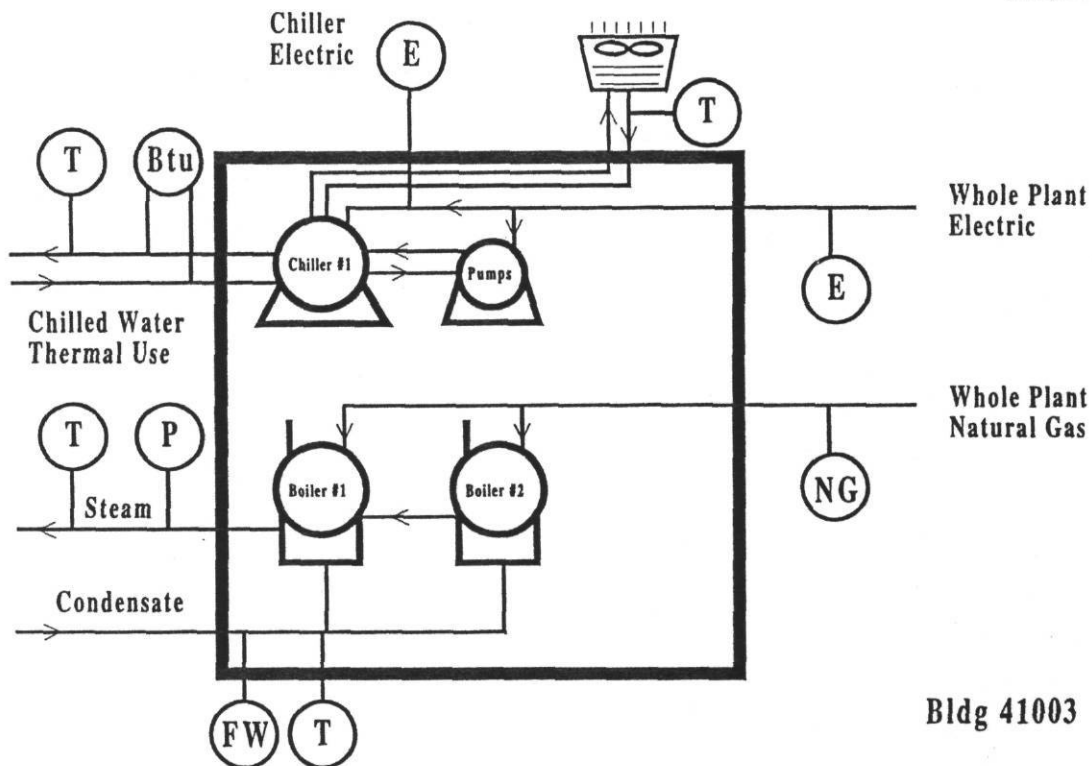 Chiller
Electric
E
T
T
Btu
Whole Plant
Electric
Chiller #1
Pumps
E
Chilled Water
Thermal Use
Whole Plant
Natural Gas
T
P
NG
Boiler #1
Boiler #2
Steam
Condensate
FW
T
Bldg 41003